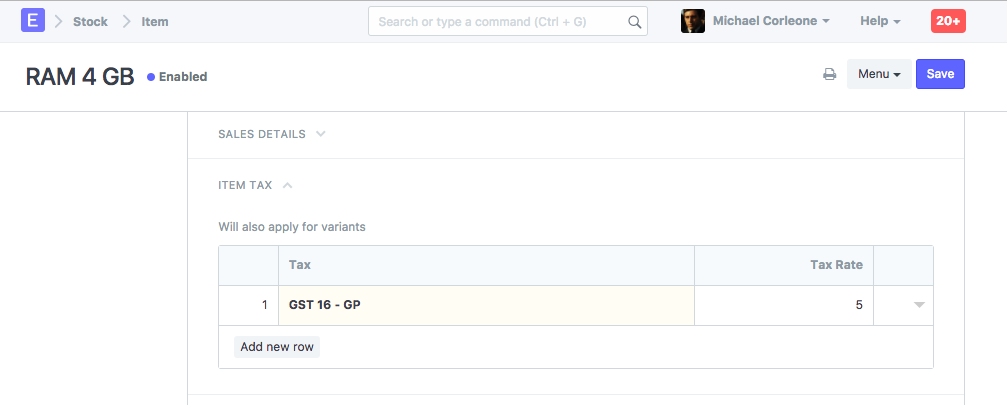 E Stock Item Search or type a command (Ctrl + G) Michael Corleone Help 20+
RAM 4 GB Enabled Menu Save
SALES DETAILS
ITEM TAX
Will also apply for variants
Tax Tax Rate
1 GST 16 - GP 5
Add new row